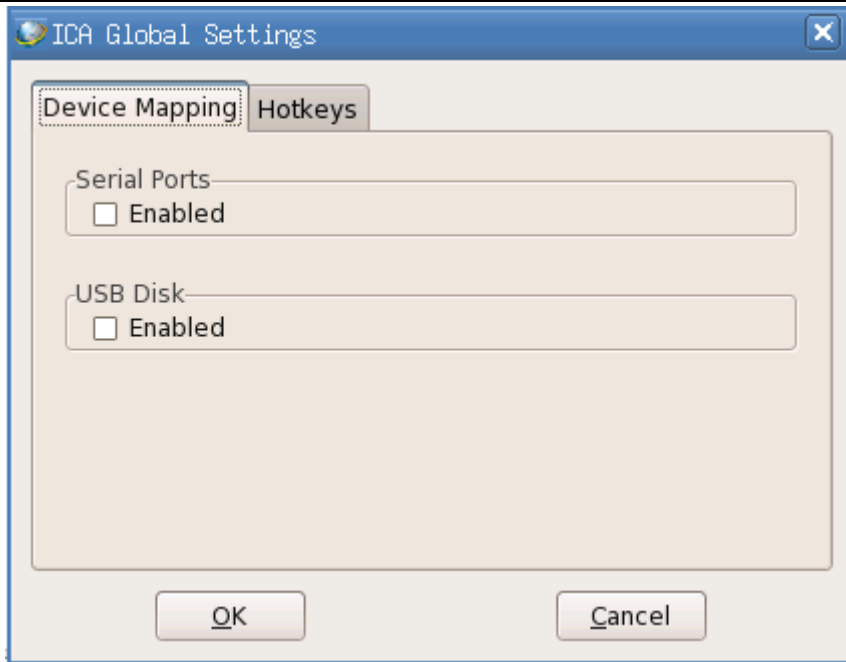 ICA Global Settings
Device Mapping Hotkeys
Serial Ports
Enabled
USB Disk
Enabled
OK Cancel